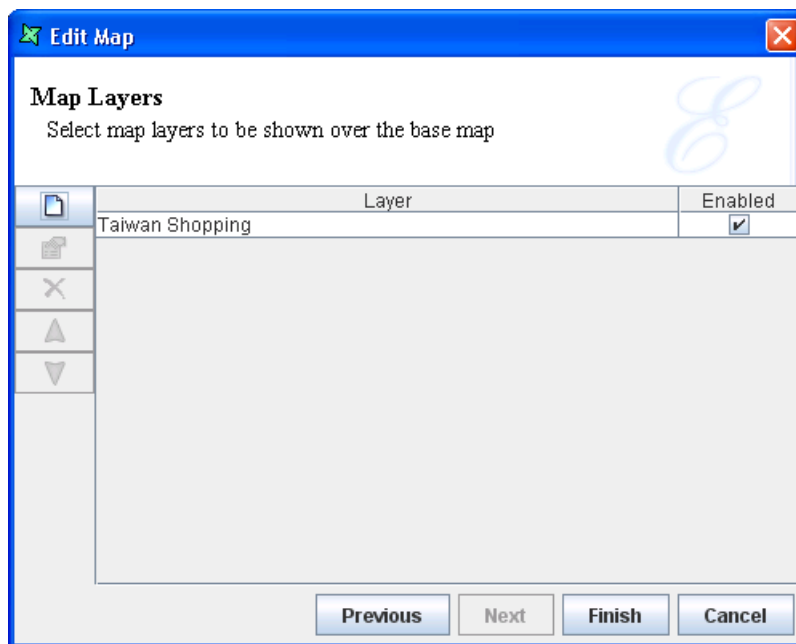 Edit Map
Map Layers
Select map layers to be shown over the base map
Layer Enabled
Taiwan Shopping
Previous Next Finish Cancel